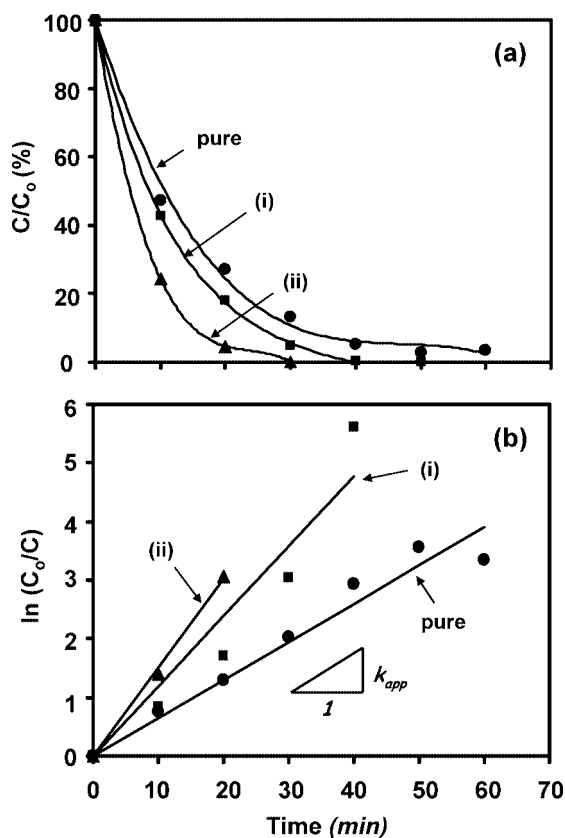 100
(a)
80
pure
60
C/Co (%)
(i)
40
(ii)
20
0
6
(b)
5
(i)
4
(ii)
ln (Co/C)
3
pure
2
kapp
1
1
0
0 10 20 30 40 50 60 70
Time (min)